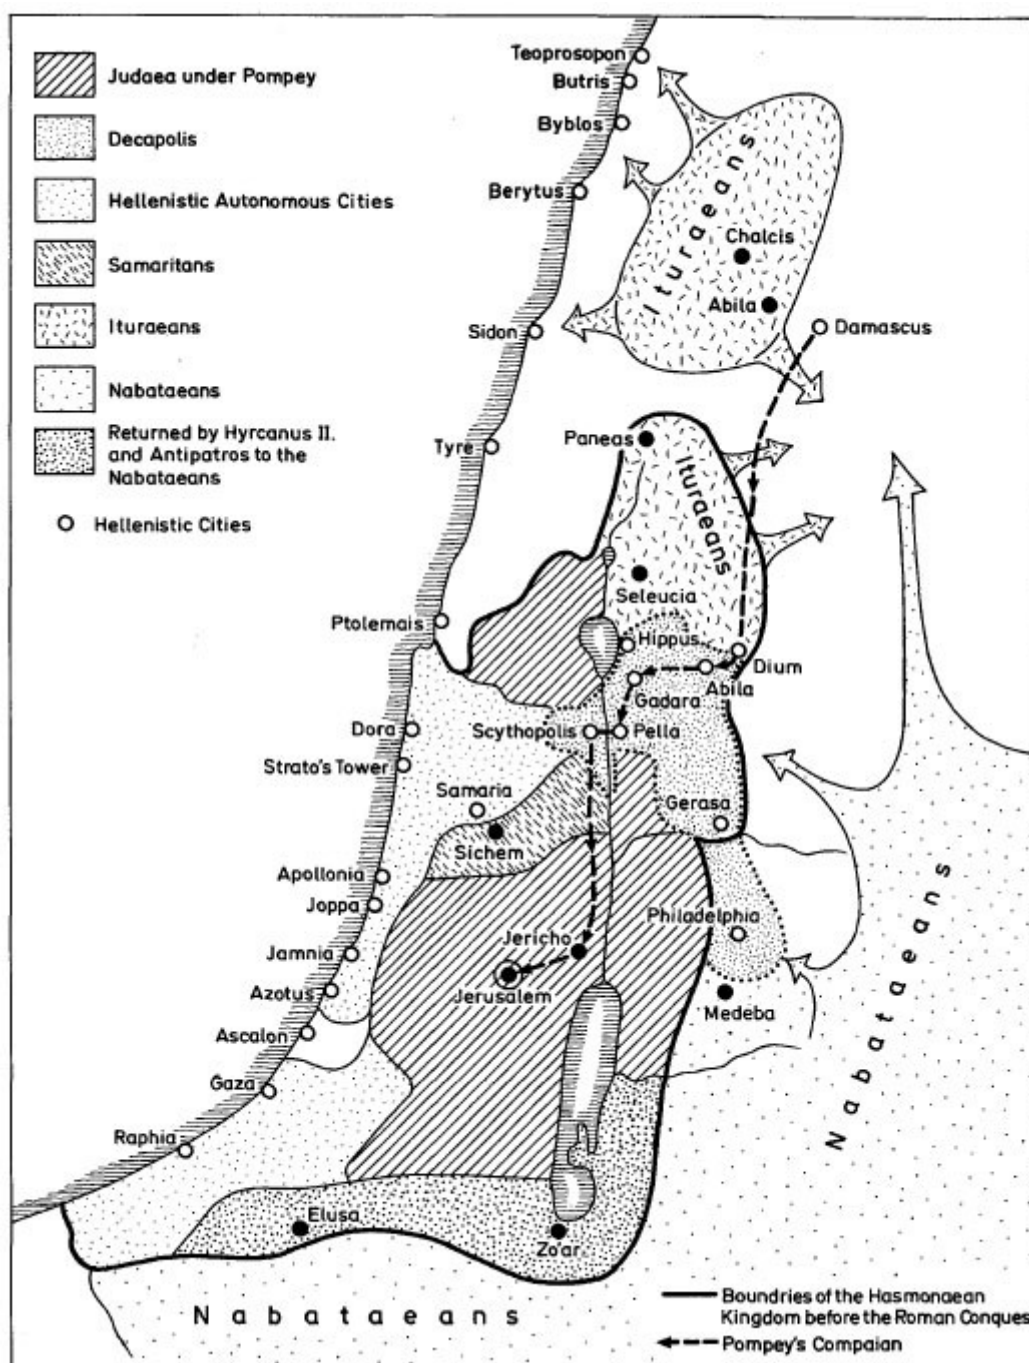 Judaea under Pompey
Decapolis
Hellenistic Autonomous Cities
Samaritans
Ituraeans
Nabataeans
Returned by Hyrcanus II.
and Antipatros to the
Nabataeans
Hellenistic Cities
Teoprosopon
Butris
Byblos
Berytus
Ituraeans
Chalcis
Abila
Sidon
Damascus
Tyre
Paneas
Ituraeans
Seleucia
Ptolemais
Hippus
Dium
Abila
Gadara
Dora
Scythopolis
Pella
Strato's Tower
Samaria
Gerasa
Sichem
Apollonia
Joppa
Philadelphia
Jericho
Jamnia
Jerusalem
Azotus
Medeba
Ascalon
Gaza
Nabataeans
Raphia
Elusa
Zo'ar
Nabataeans
Boundries of the Hasmonaean
Kingdom before the Roman Conques
Pompey's Compaian